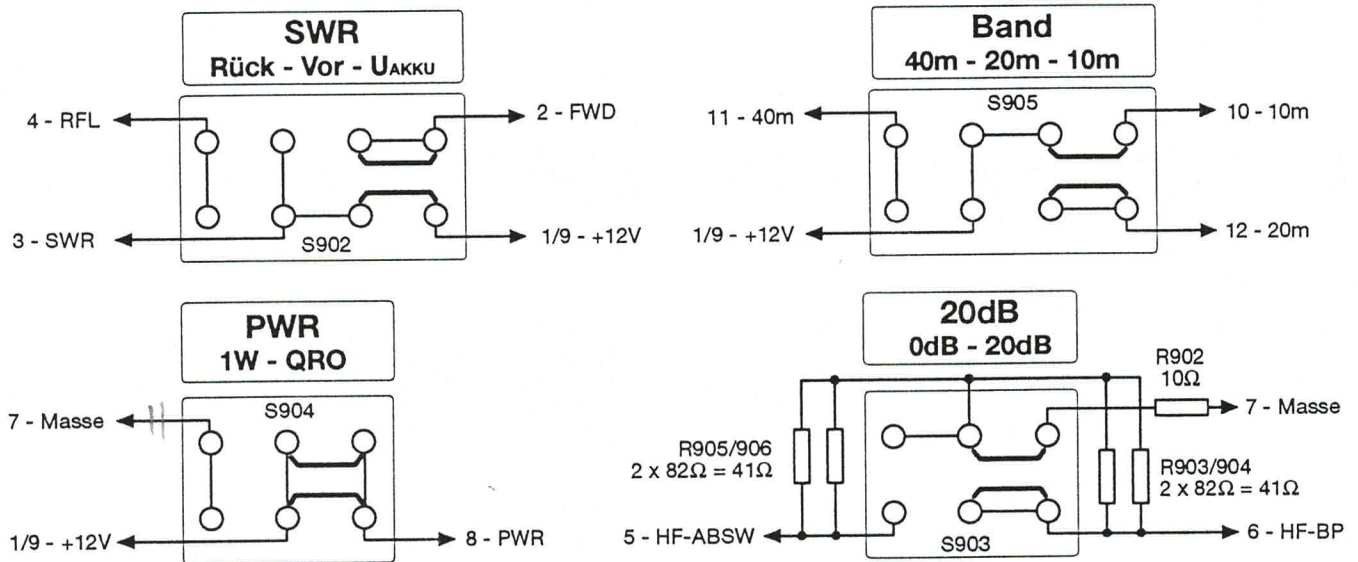 SWR
Rück - Vor - UAKKU
4 - RFL
2 - FWD
3 - SWR
S902
1/9 - +12V
Band
40m - 20m - 10m
S905
11 - 40m
10 - 10m
1/9 - +12V
12 - 20m
PWR
1W - QRO
S904
7 - Masse
1/9 - +12V
8 - PWR
20dB
0dB - 20dB
R902
10Ω
7 - Masse
R905/906
2 x 82Ω = 41Ω
R903/904
2 x 82Ω = 41Ω
5 - HF-ABSW
S903
6 - HF-BP